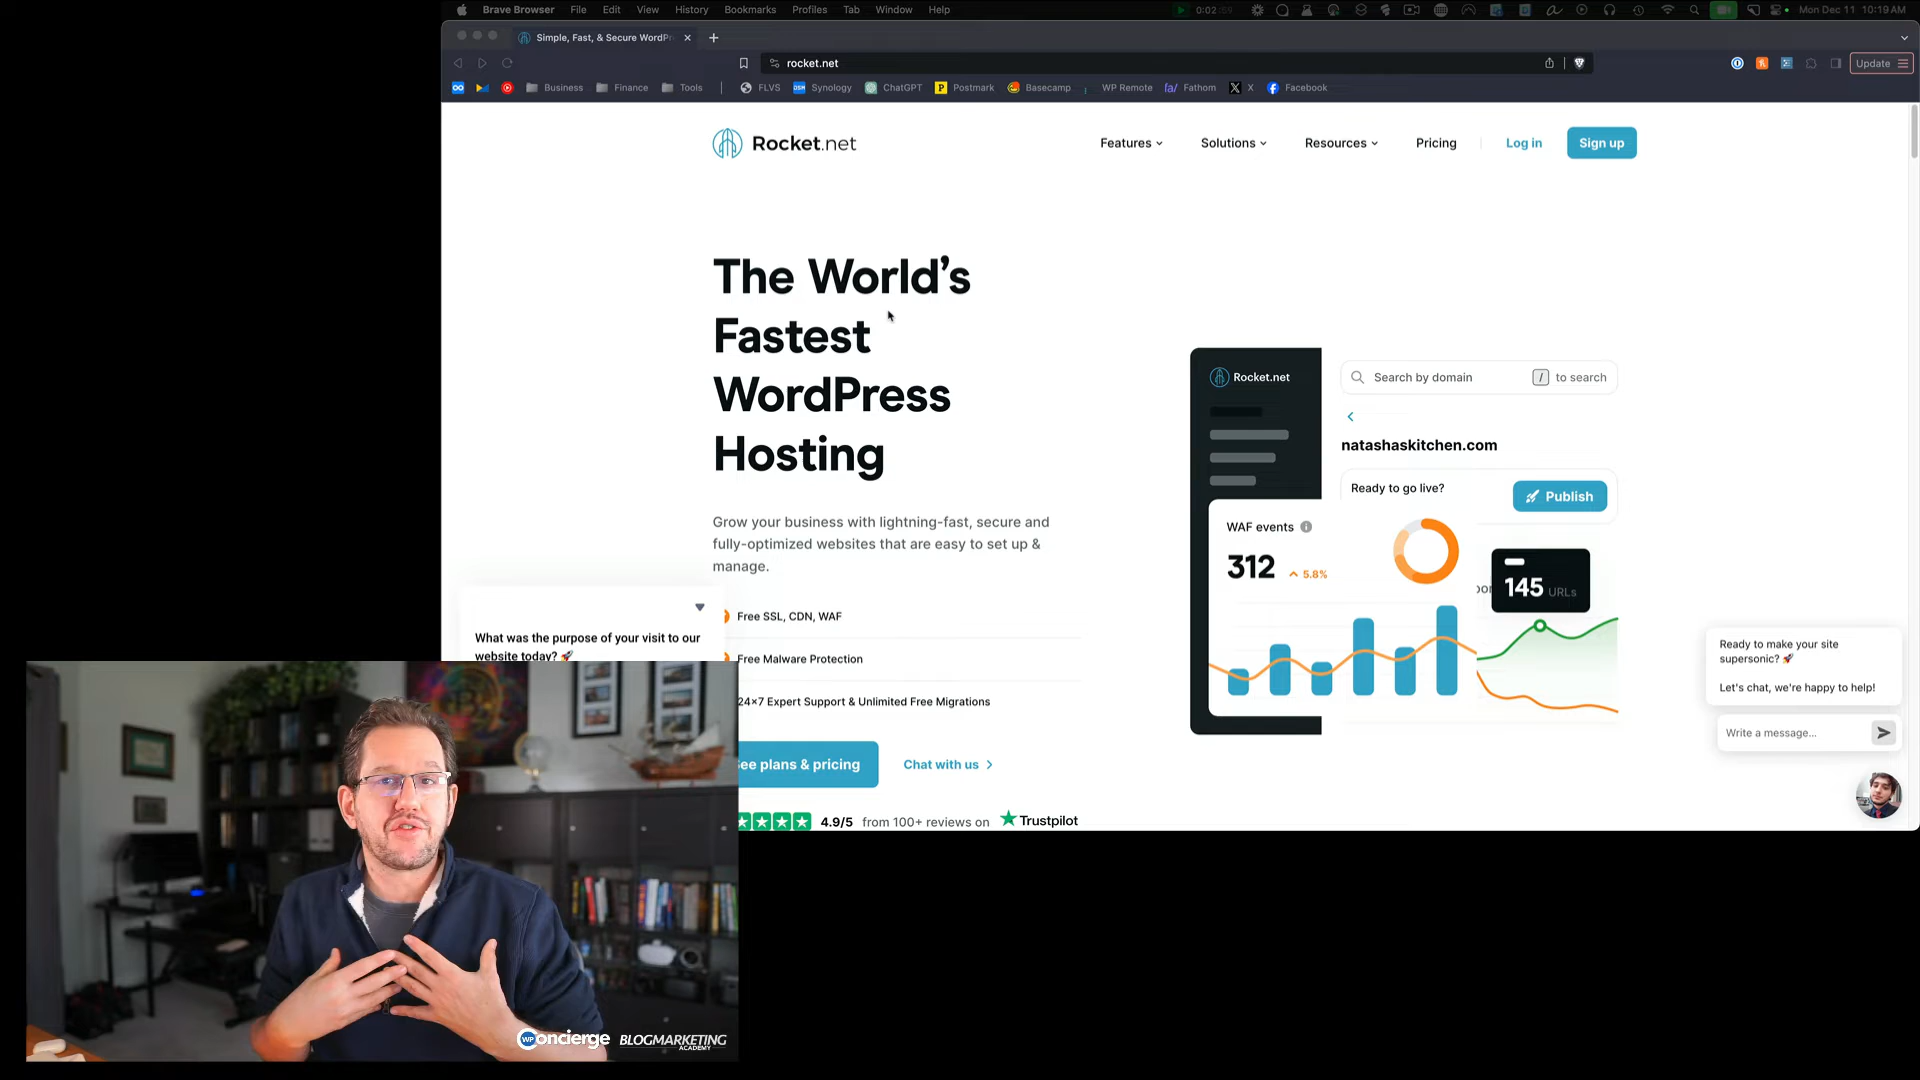 Brave Browser File Edit View History Bookmarks Profiles Tab Window Help
0:02:59
Mon Dec 11 10:19 AM
Simple, Fast, & Secure WordPr
rocket.net
Update
Business Finance Tools FLVS Synology ChatGPT Postmark Basecamp WP Remote Fathom X Facebook
Rocket.net
Features Solutions Resources Pricing Log in Sign up
The World’s
Fastest
WordPress
Hosting
Grow your business with lightning-fast, secure and
fully-optimized websites that are easy to set up &
manage.
Free SSL, CDN, WAF
Free Malware Protection
24×7 Expert Support & Unlimited Free Migrations
See plans & pricing
Chat with us
4.9/5 from 100+ reviews on Trustpilot
What was the purpose of your visit to our
website today? 🚀
Rocket.net
Search by domain / to search
natashaskitchen.com
Ready to go live?
Publish
WAF events
312 5.8%
145 URLs
Ready to make your site
supersonic? 🚀
Let's chat, we're happy to help!
Write a message...
WPoncierge
BLOGMARKETING
ACADEMY